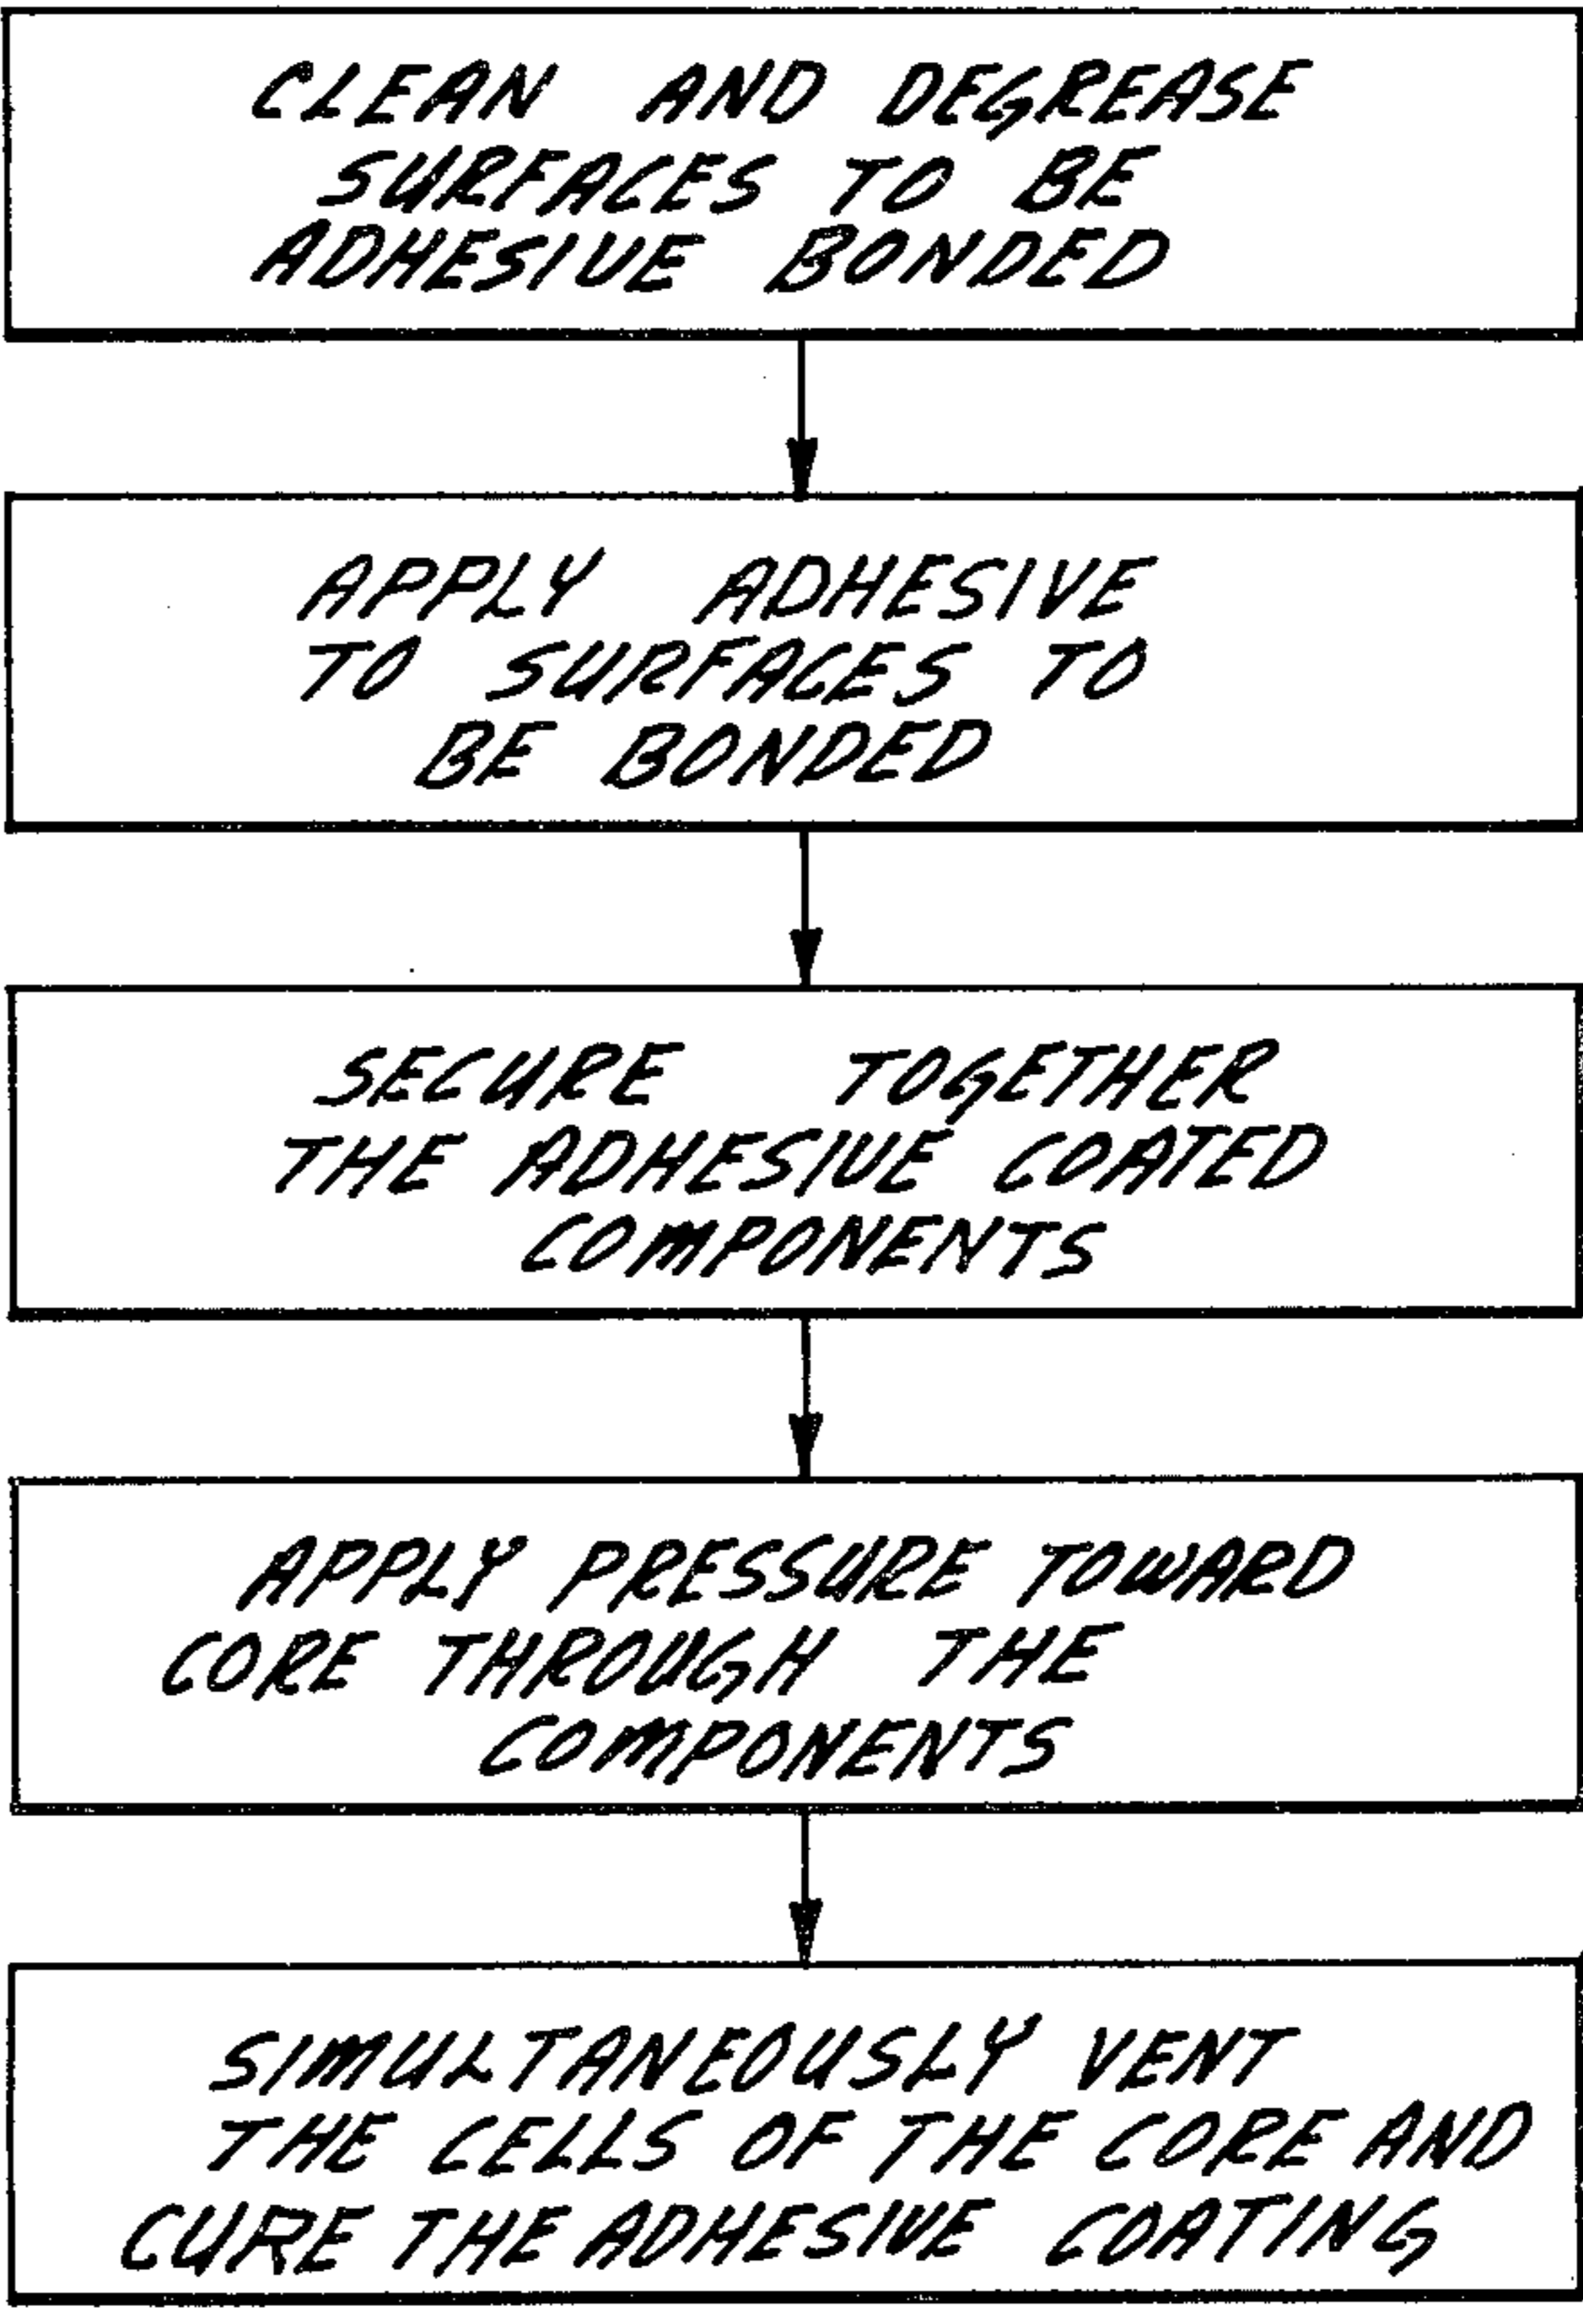 CLEAN AND DEGREASE
SURFACES TO BE
ADHESIVE BONDED
APPLY ADHESIVE
TO SURFACES TO
BE BONDED
SECURE TOGETHER
THE ADHESIVE COATED
COMPONENTS
APPLY PRESSURE TOWARD
CORE THROUGH THE
COMPONENTS
SIMULTANEOUSLY VENT
THE CELLS OF THE CORE AND
CURE THE ADHESIVE COATING